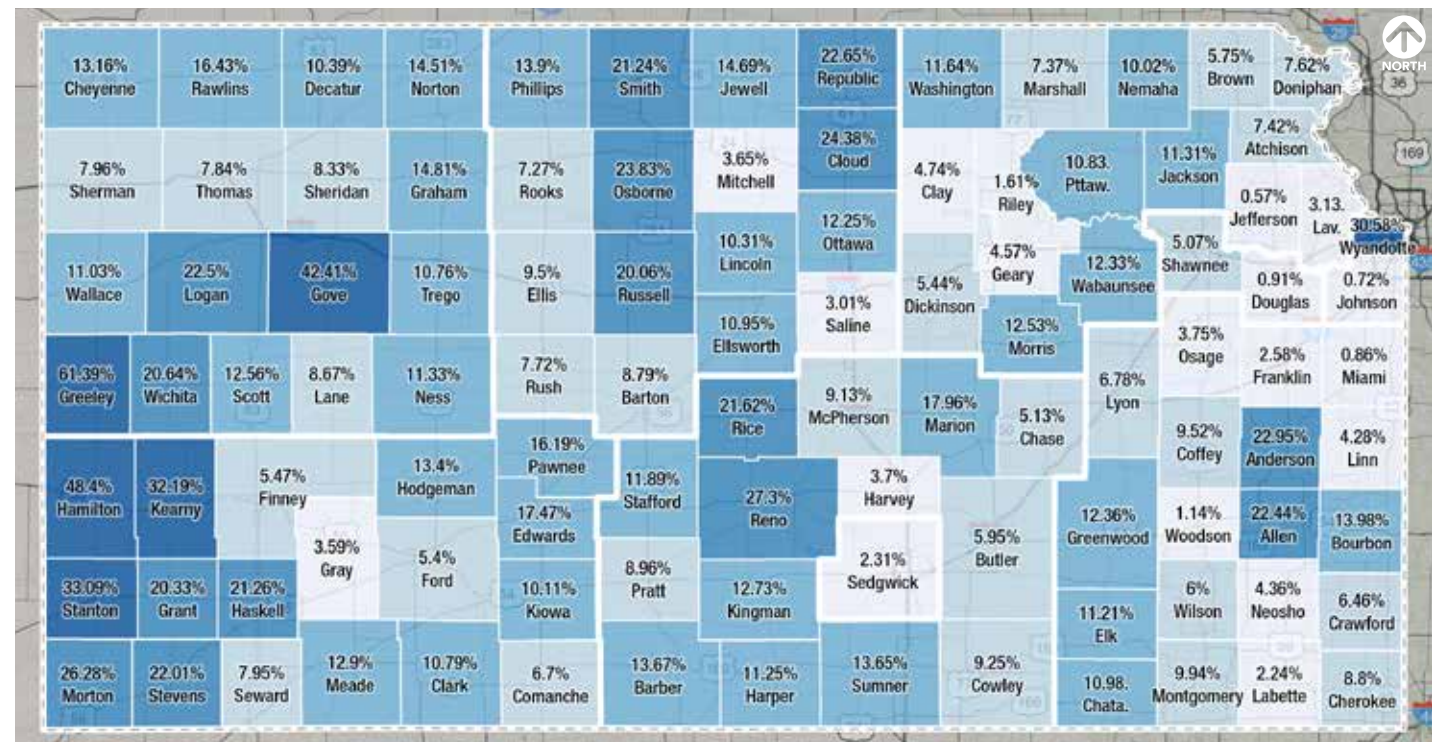 NORTH
36
169
13.16%
Cheyenne
16.43%
Rawlins
10.39%
Decatur
14.51%
Norton
13.9%
Phillips
21.24%
Smith
14.69%
Jewell
22.65%
Republic
11.64%
Washington
7.37%
Marshall
10.02%
Nemaha
5.75%
Brown
7.62%
Doniphan
7.96%
Sherman
7.84%
Thomas
8.33%
Sheridan
14.81%
Graham
7.27%
Rooks
23.83%
Osborne
3.65%
Mitchell
24.38%
Cloud
4.74%
Clay
1.61%
Riley
10.83.
Pttaw.
11.31%
Jackson
7.42%
Atchison
0.57%
Jefferson
3.13.
Lav.
30.58%
Wyandotte
11.03%
Wallace
22.5%
Logan
42.41%
Gove
10.76%
Trego
9.5%
Ellis
20.06%
Russell
10.31%
Lincoln
12.25%
Ottawa
5.44%
Dickinson
4.57%
Geary
12.33%
Wabaunsee
5.07%
Shawnee
0.91%
Douglas
0.72%
Johnson
3.01%
Saline
10.95%
Ellsworth
12.53%
Morris
3.75%
Osage
2.58%
Franklin
0.86%
Miami
61.39%
Greeley
20.64%
Wichita
12.56%
Scott
8.67%
Lane
11.33%
Ness
7.72%
Rush
8.79%
Barton
21.62%
Rice
9.13%
McPherson
17.96%
Marion
5.13%
Chase
6.78%
Lyon
9.52%
Coffey
22.95%
Anderson
4.28%
Linn
48.4%
Hamilton
32.19%
Kearny
5.47%
Finney
13.4%
Hodgeman
16.19%
Pawnee
11.89%
Stafford
27.3%
Reno
3.7%
Harvey
17.47%
Edwards
3.59%
Gray
5.4%
Ford
2.31%
Sedgwick
5.95%
Butler
12.36%
Greenwood
1.14%
Woodson
22.44%
Allen
13.98%
Bourbon
33.09%
Stanton
20.33%
Grant
21.26%
Haskell
10.11%
Kiowa
8.96%
Pratt
12.73%
Kingman
11.21%
Elk
6%
Wilson
4.36%
Neosho
6.46%
Crawford
26.28%
Morton
22.01%
Stevens
7.95%
Seward
12.9%
Meade
10.79%
Clark
6.7%
Comanche
13.67%
Barber
11.25%
Harper
13.65%
Sumner
9.25%
Cowley
10.98.
Chata.
9.94%
Montgomery
2.24%
Labette
8.8%
Cherokee